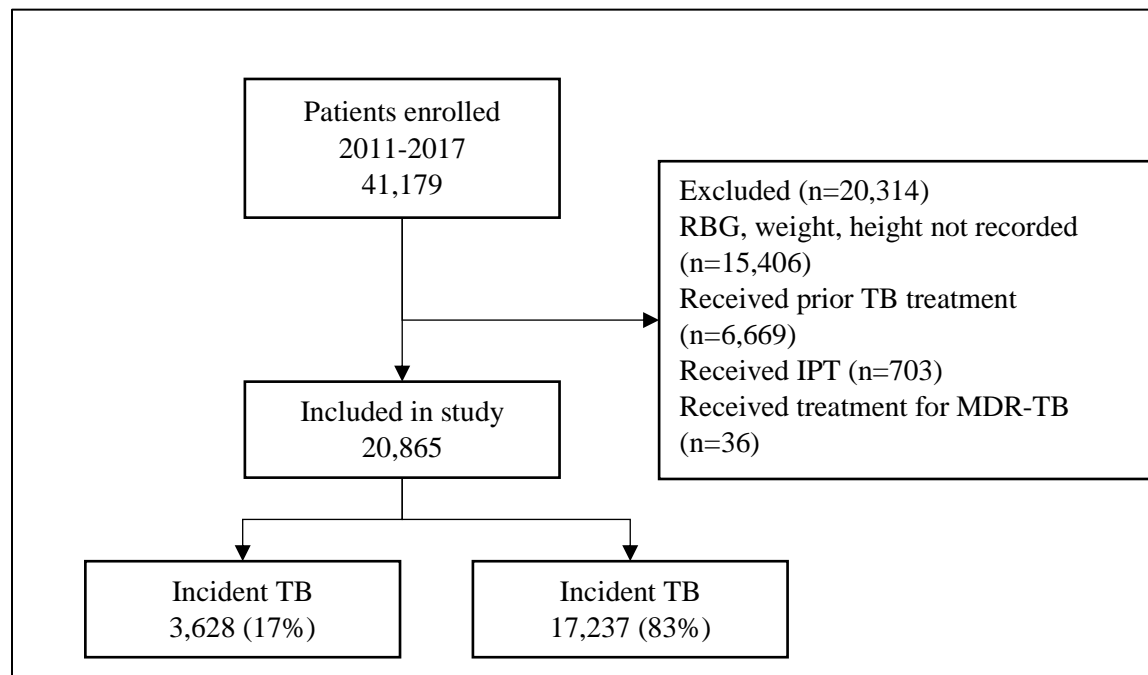 Patients enrolled
2011-2017
41,179
Excluded (n=20,314)
RBG, weight, height not recorded
(n=15,406)
Received prior TB treatment
(n=6,669)
Received IPT (n=703)
Received treatment for MDR-TB
(n=36)
Included in study
20,865
Incident TB
3,628 (17%)
Incident TB
17,237 (83%)